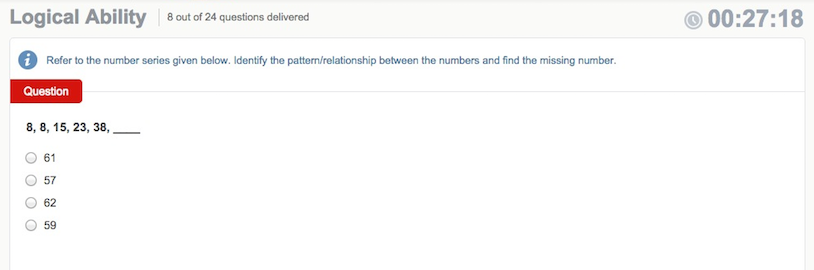 Logical Ability
8 out of 24 questions delivered
00:27:18
Refer to the number series given below. Identify the pattern/relationship between the numbers and find the missing number.
Question
8, 8, 15, 23, 38, ____
61
57
62
59